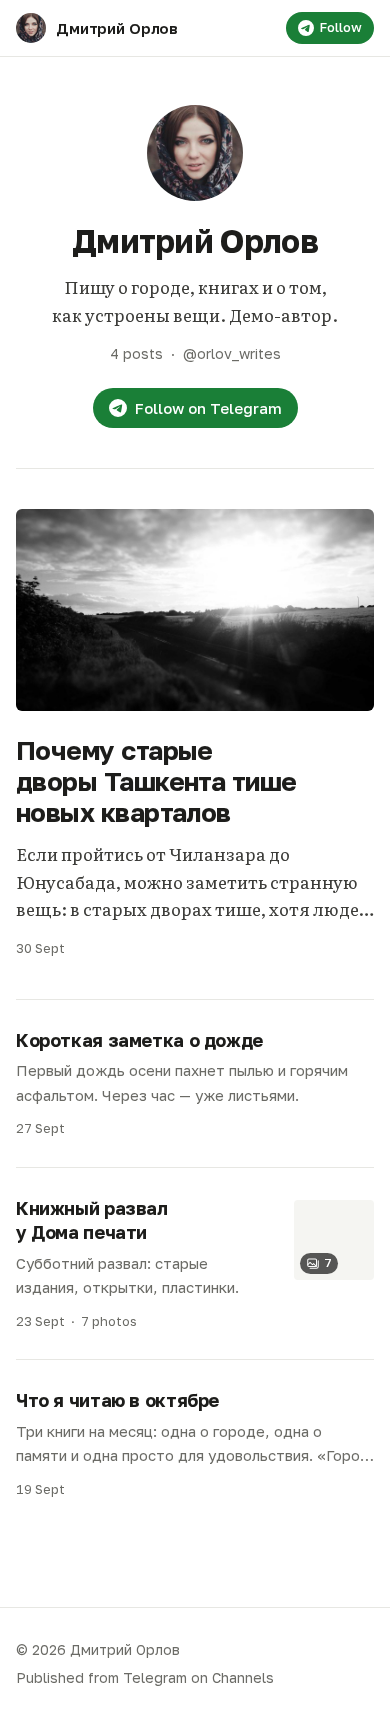 Дмитрий Орлов
Follow
Дмитрий Орлов
Пишу о городе, книгах и о том,
как устроены вещи. Демо-автор.
4 posts · @orlov_writes
Follow on Telegram
Почему старые
дворы Ташкента тише
новых кварталов
Если пройтись от Чиланзара до
Юнусабада, можно заметить странную
вещь: в старых дворах тише, хотя люде…
30 Sept
Короткая заметка о дожде
Первый дождь осени пахнет пылью и горячим
асфальтом. Через час — уже листьями.
27 Sept
Книжный развал
у Дома печати
Субботний развал: старые
издания, открытки, пластинки.
7
23 Sept · 7 photos
Что я читаю в октябре
Три книги на месяц: одна о городе, одна о
памяти и одна просто для удовольствия. «Горо…
19 Sept
© 2026 Дмитрий Орлов
Published from Telegram on Channels